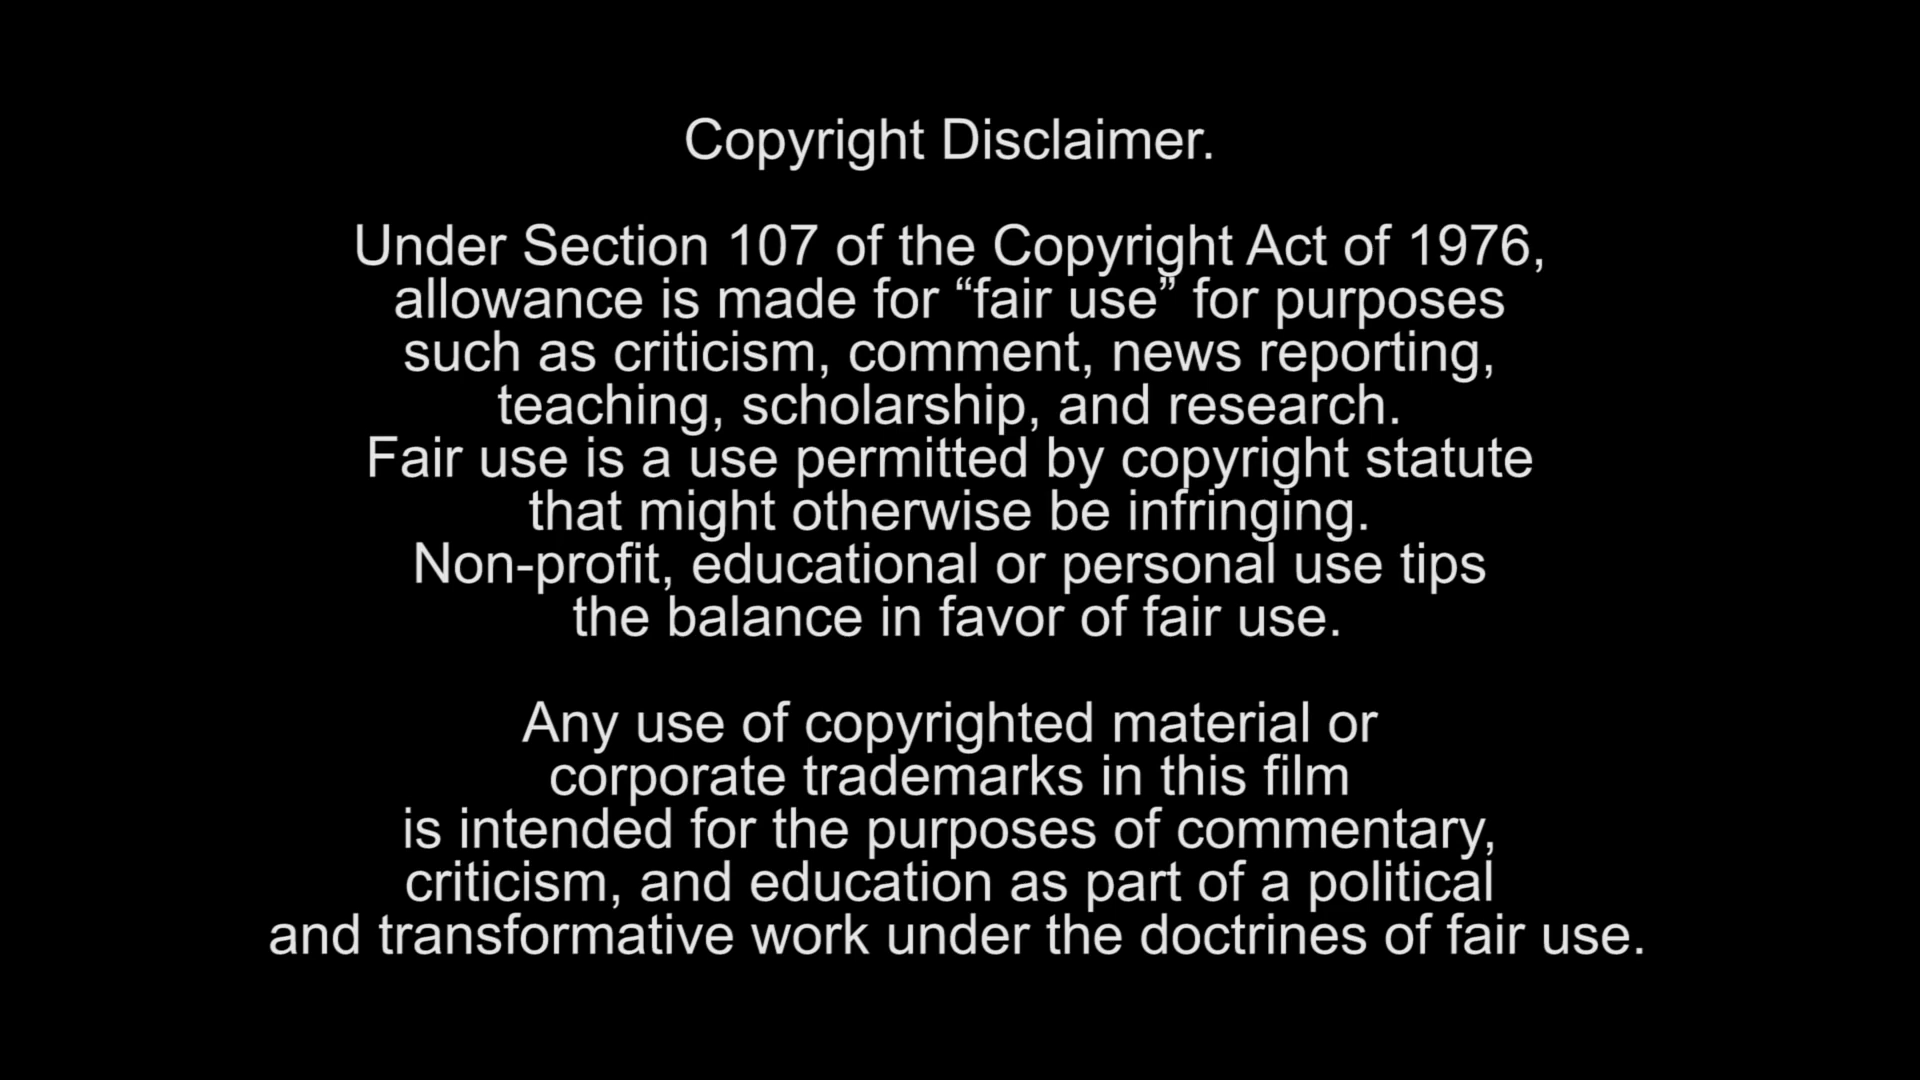 Copyright Disclaimer.
Under Section 107 of the Copyright Act of 1976,
allowance is made for “fair use” for purposes
such as criticism, comment, news reporting,
teaching, scholarship, and research.
Fair use is a use permitted by copyright statute
that might otherwise be infringing.
Non-profit, educational or personal use tips
the balance in favor of fair use.
Any use of copyrighted material or
corporate trademarks in this film
is intended for the purposes of commentary,
criticism, and education as part of a political
and transformative work under the doctrines of fair use.